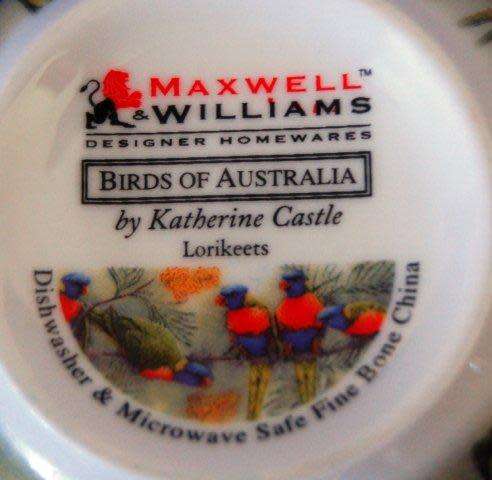 MAXWELL™
& WILLIAMS
DESIGNER HOMEWARES
BIRDS OF AUSTRALIA
by Katherine Castle
Lorikeets
Dishwasher & Microwave Safe Fine Bone China